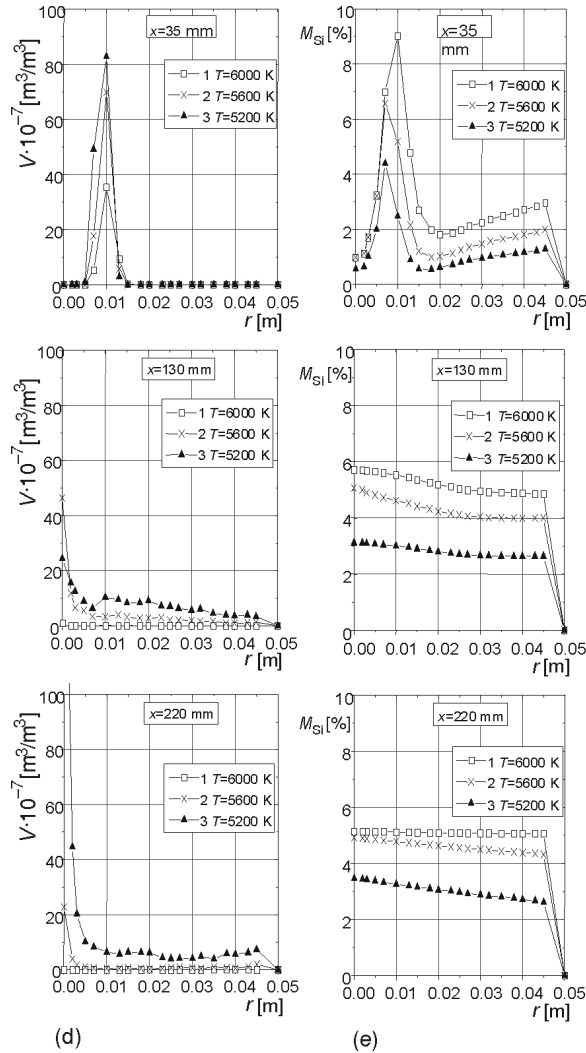 x=35 mm
1 T=6000 K
2 T=5600 K
3 T=5200 K
V·10⁻⁷ [m³/m³]
100
80
60
40
20
0
0.00 0.01 0.02 0.03 0.04 0.05
r [m]
M_Si [%]
x=35
mm
1 T=6000 K
2 T=5600 K
3 T=5200 K
10
8
6
4
2
0
0.00 0.01 0.02 0.03 0.04 0.05
r [m]
x=130 mm
1 T=6000 K
2 T=5600 K
3 T=5200 K
V·10⁻⁷ [m³/m³]
100
80
60
40
20
0
0.00 0.01 0.02 0.03 0.04 0.05
r [m]
M_Si [%]
x=130 mm
1 T=6000 K
2 T=5600 K
3 T=5200 K
10
8
6
4
2
0
0.00 0.01 0.02 0.03 0.04 0.05
r [m]
x=220 mm
1 T=6000 K
2 T=5600 K
3 T=5200 K
V·10⁻⁷ [m³/m³]
100
80
60
40
20
0
0.00 0.01 0.02 0.03 0.04 0.05
r [m]
M_Si [%]
x=220 mm
1 T=6000 K
2 T=5600 K
3 T=5200 K
10
8
6
4
2
0
0.00 0.01 0.02 0.03 0.04 0.05
r [m]
(d)
(e)